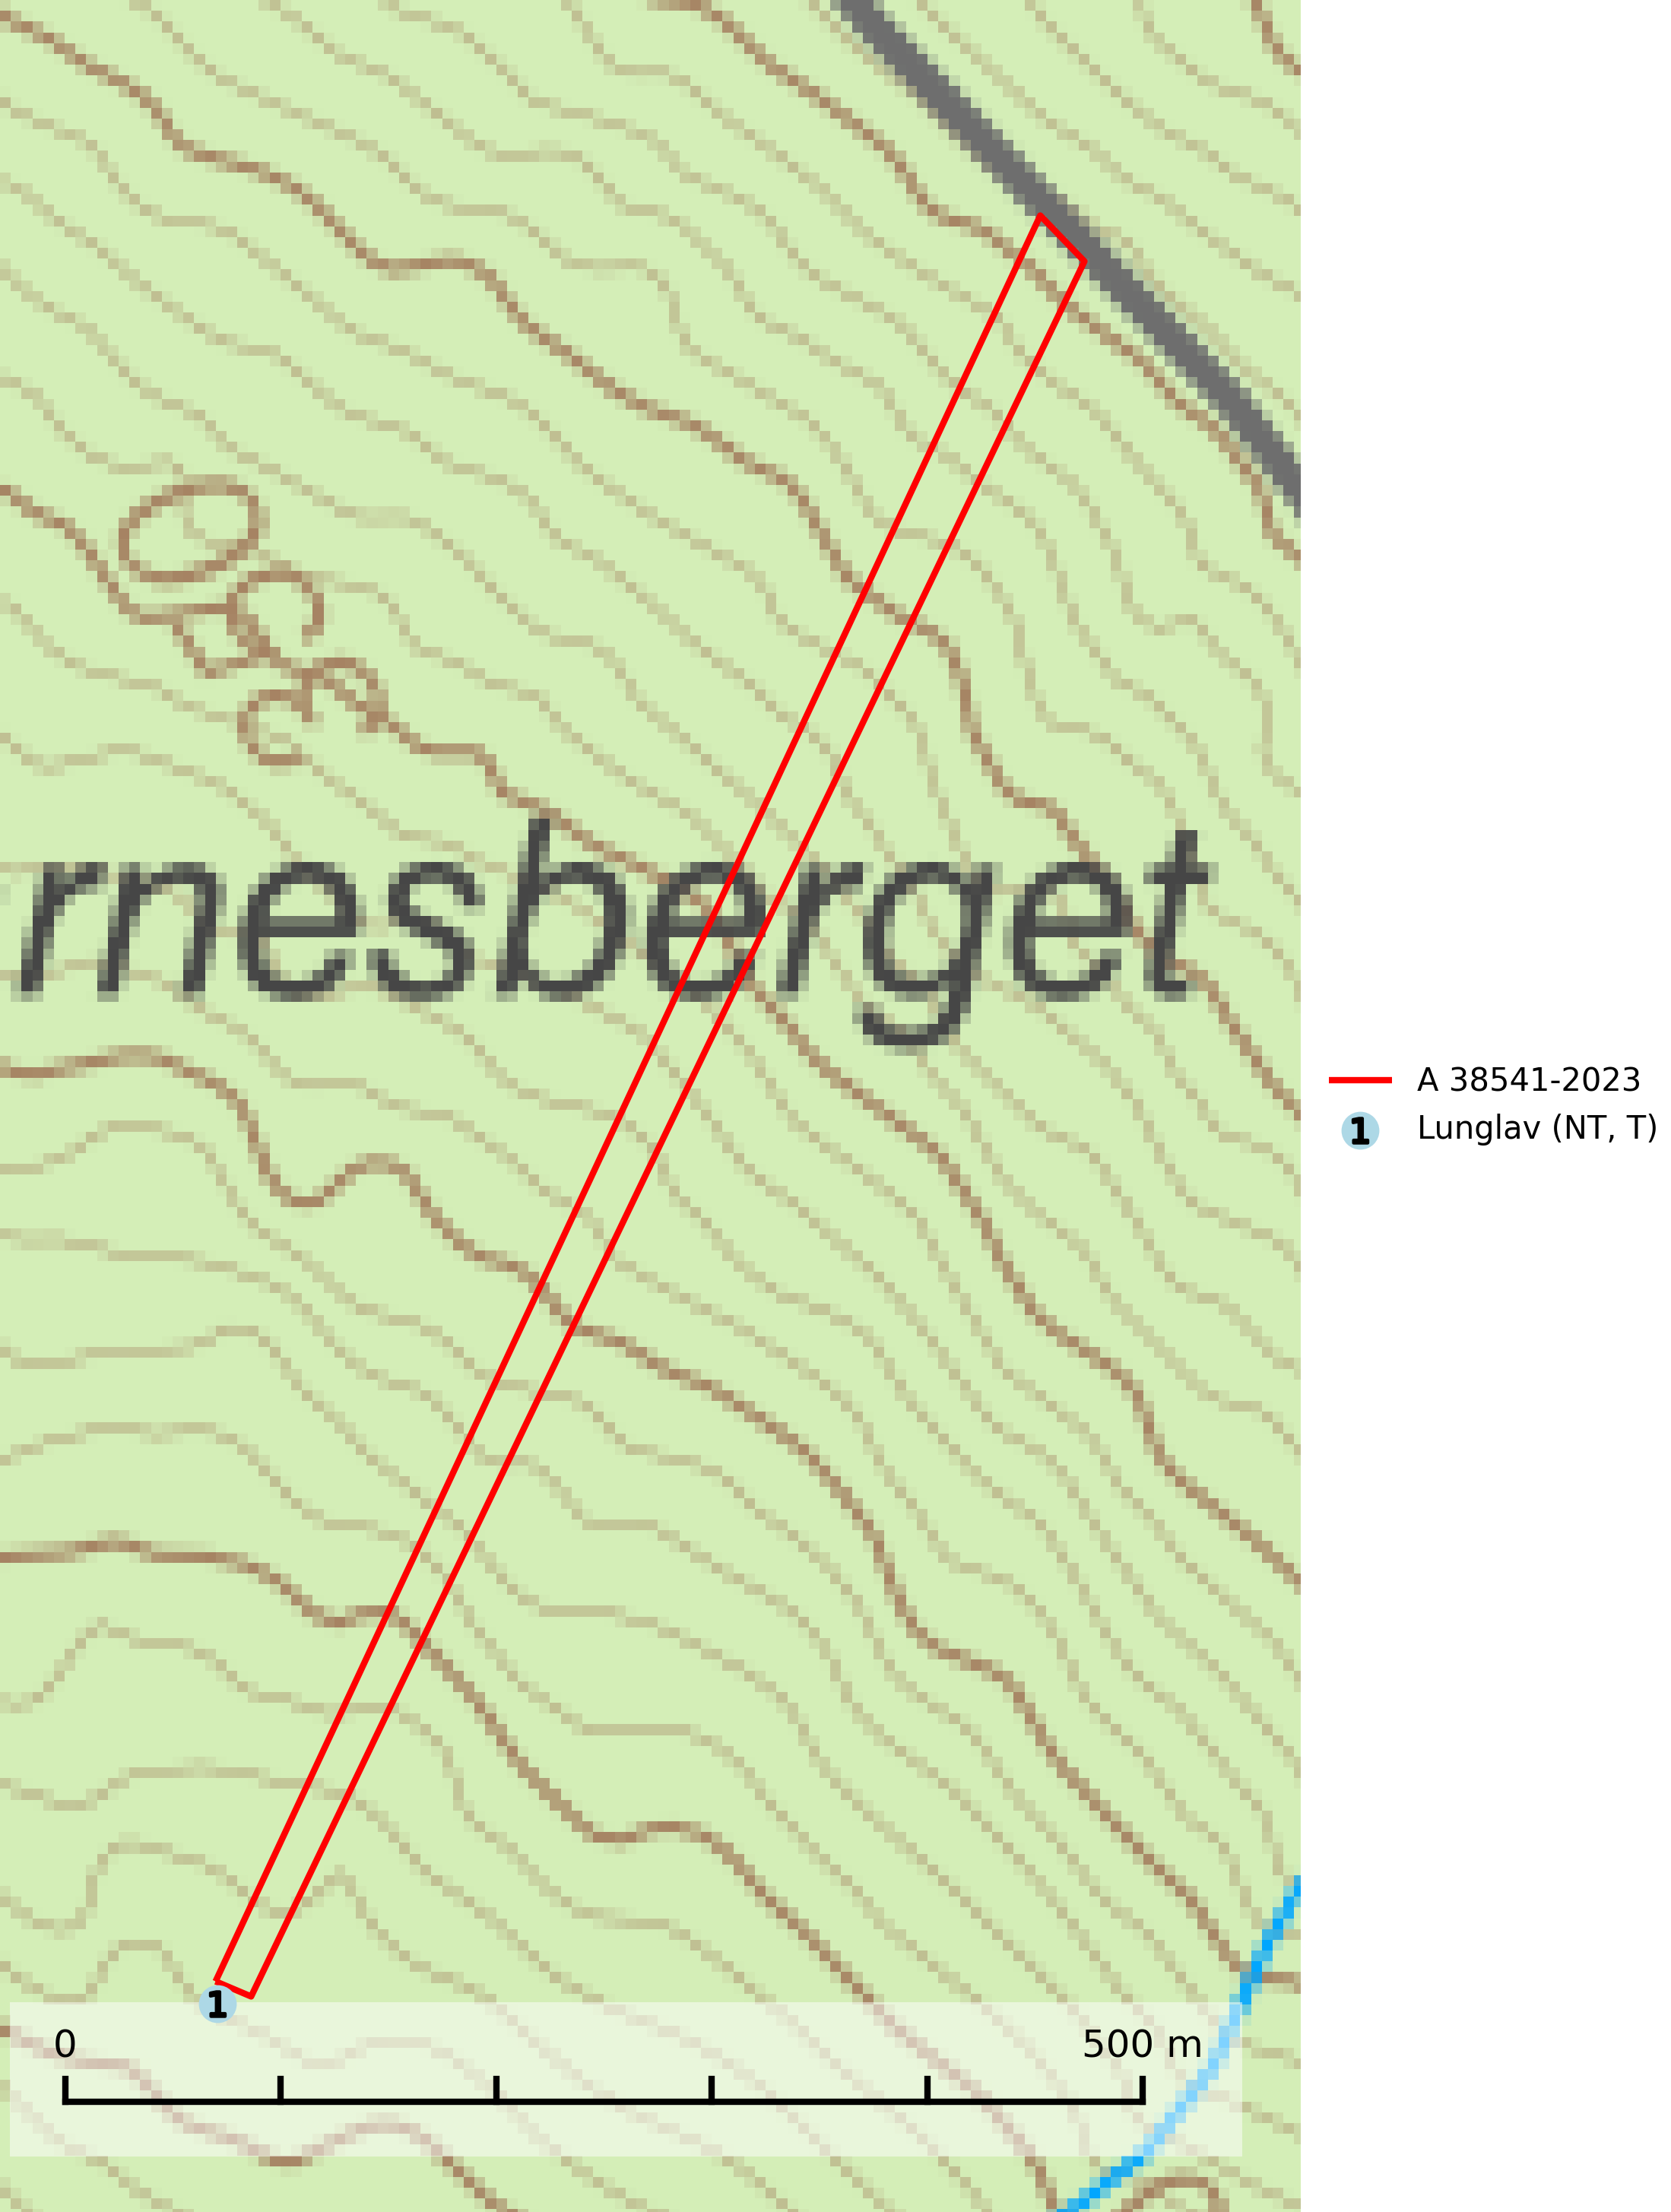 rnesberget
A 38541-2023
1 Lunglav (NT, T)
1
0 500 m